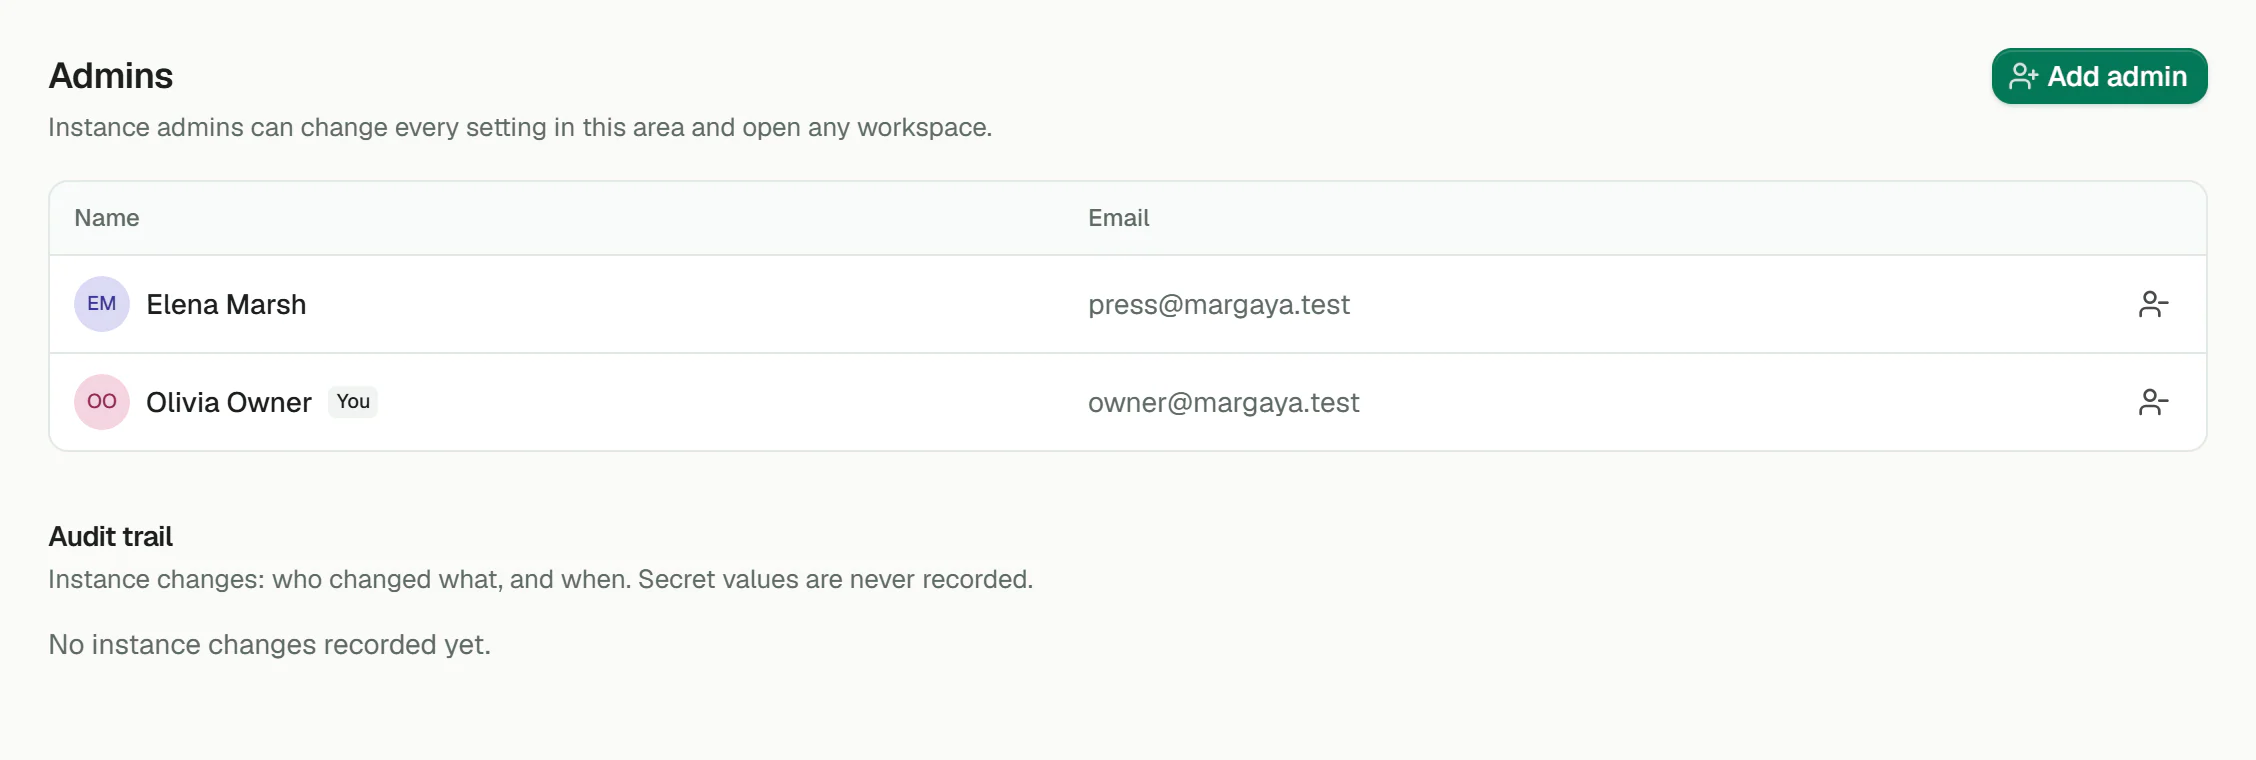 Admins
Add admin
Instance admins can change every setting in this area and open any workspace.
Name Email
EM Elena Marsh press@margaya.test
OO Olivia Owner You owner@margaya.test
Audit trail
Instance changes: who changed what, and when. Secret values are never recorded.
No instance changes recorded yet.